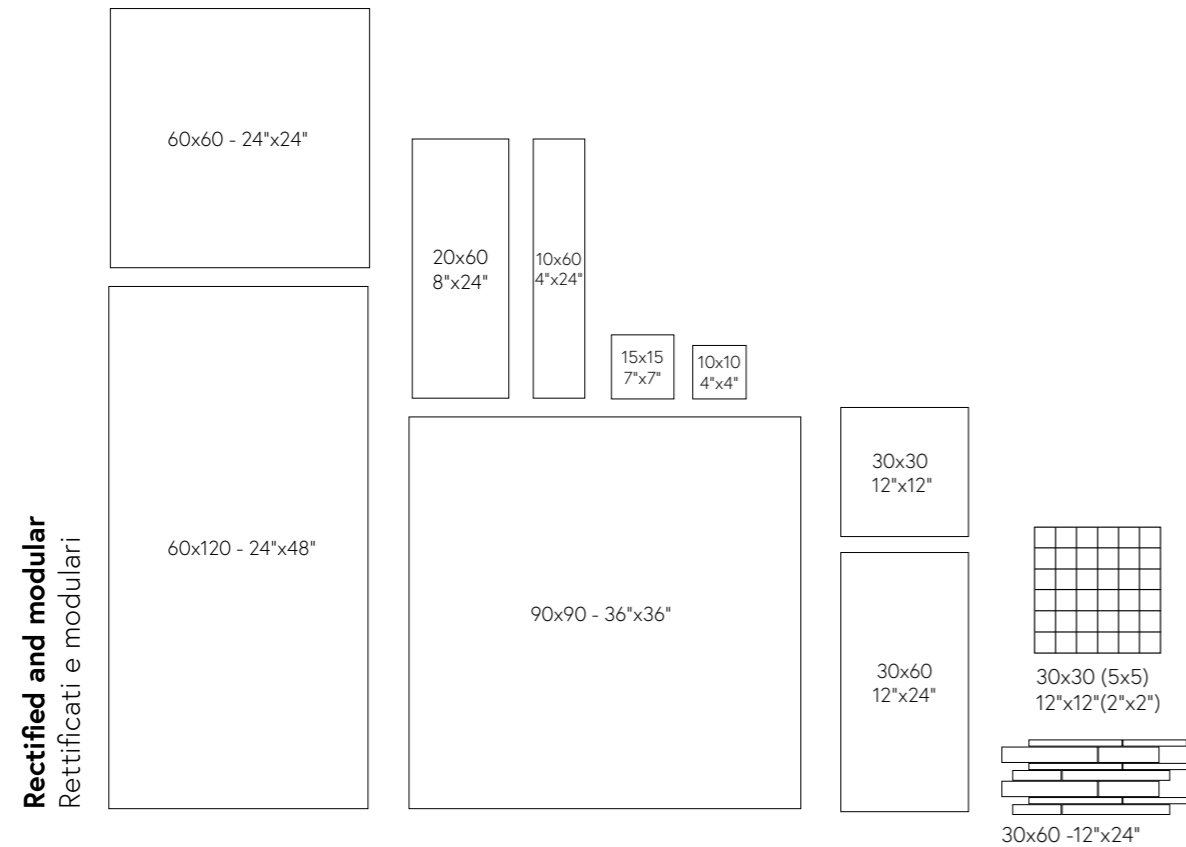 Rectified and modular
Rettificati e modulari
60x60 - 24"x24"
60x120 - 24"x48"
20x60
8"x24"
10x60
4"x24"
15x15
7"x7"
10x10
4"x4"
90x90 - 36"x36"
30x30
12"x12"
30x60
12"x24"
30x30 (5x5)
12"x12"(2"x2")
30x60 -12"x24"